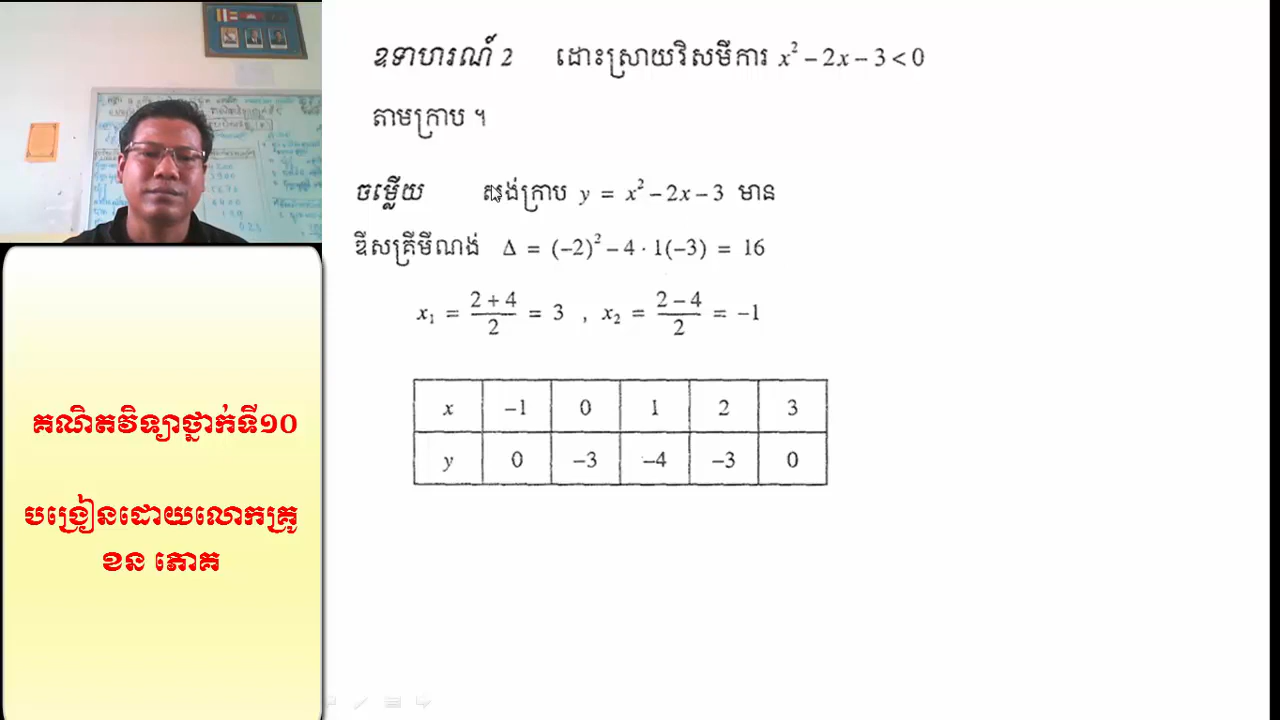 ឧទាហរណ៍ 2 ដោះស្រាយវិសមីការ x² − 2x − 3 < 0
តាមក្រាប ។
ចម្លើយ សង់ក្រាប y = x² − 2x − 3 មាន
ឌីសគ្រីមីណង់ Δ = (−2)² − 4 · 1(−3) = 16
x₁ = (2 + 4)/2 = 3 , x₂ = (2 − 4)/2 = −1
x −1 0 1 2 3
y 0 −3 −4 −3 0
គណិតវិទ្យាថ្នាក់ទី១០
បង្រៀនដោយលោកគ្រូ
ខន ភោគ